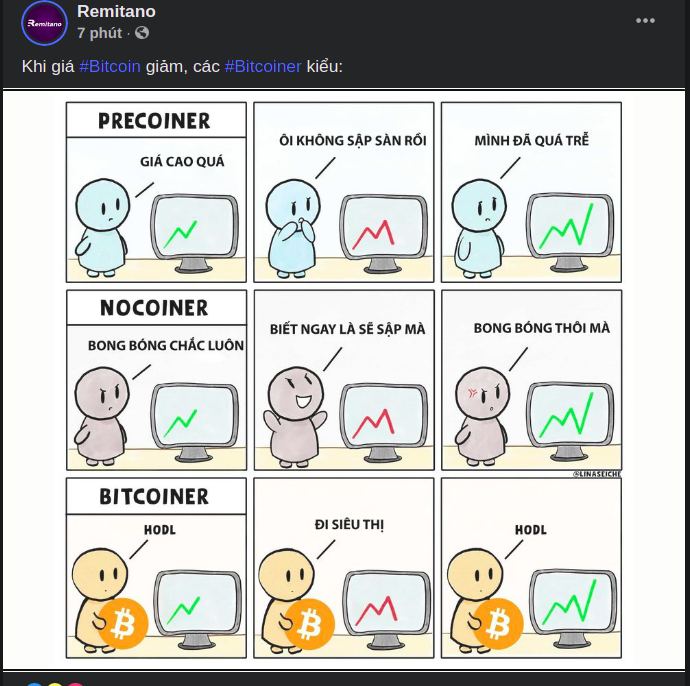 Remitano
Remitano
7 phút ·
Khi giá #Bitcoin giảm, các #Bitcoiner kiểu:
PRECOINER
GIÁ CAO QUÁ
ÔI KHÔNG SẬP SÀN RỒI
MÌNH ĐÃ QUÁ TRỄ
NOCOINER
BONG BÓNG CHẮC LUÔN
BIẾT NGAY LÀ SẼ SẬP MÀ
BONG BÓNG THÔI MÀ
@LINASEICHE
BITCOINER
HODL
ĐI SIÊU THỊ
HODL